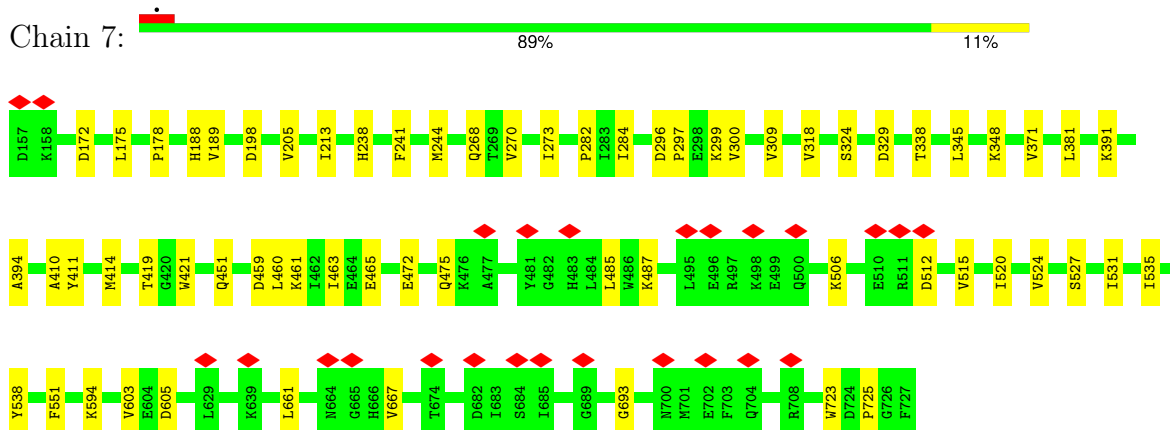 Chain 7:
89%
11%
D157 K158 D172 L175 P178 H188 V189 D198 V205 I213 H238 F241 M244 Q268 T269 V270 I273 P282 I283 I284 D296 P297 E298 K299 V300 V309 V318 S324 D329 T338 L345 K348 V371 L381 K391
A394 A410 Y411 M414 T419 G420 W421 Q451 D459 L460 K461 I462 I463 E464 E465 E472 Q475 K476 A477 Y481 G482 H483 L484 L485 W486 K487 L495 E496 R497 K498 E499 Q500 K506 E510 R511 D512 V515 I520 V524 S527 I531 I535
Y538 F551 K594 V603 E604 D605 L629 K639 L661 N664 G665 H666 V667 T674 D682 I683 S684 I685 G689 G693 N700 M701 E702 F703 Q704 R708 W723 D724 P725 G726 F727